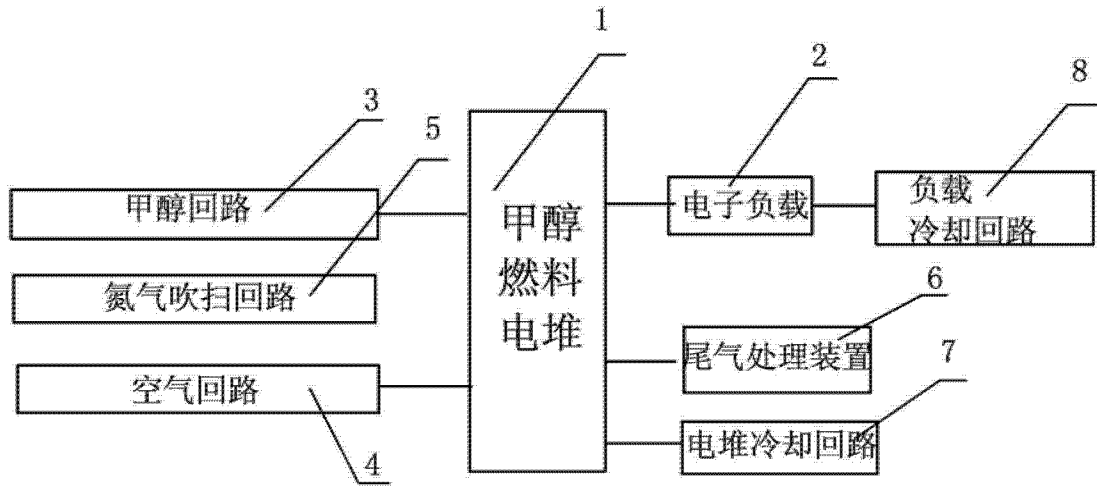 1
2
8
3
5
甲醇回路
氮气吹扫回路
空气回路
4
甲醇
燃料
电堆
电子负载
负载
冷却回路
6
尾气处理装置
7
电堆冷却回路